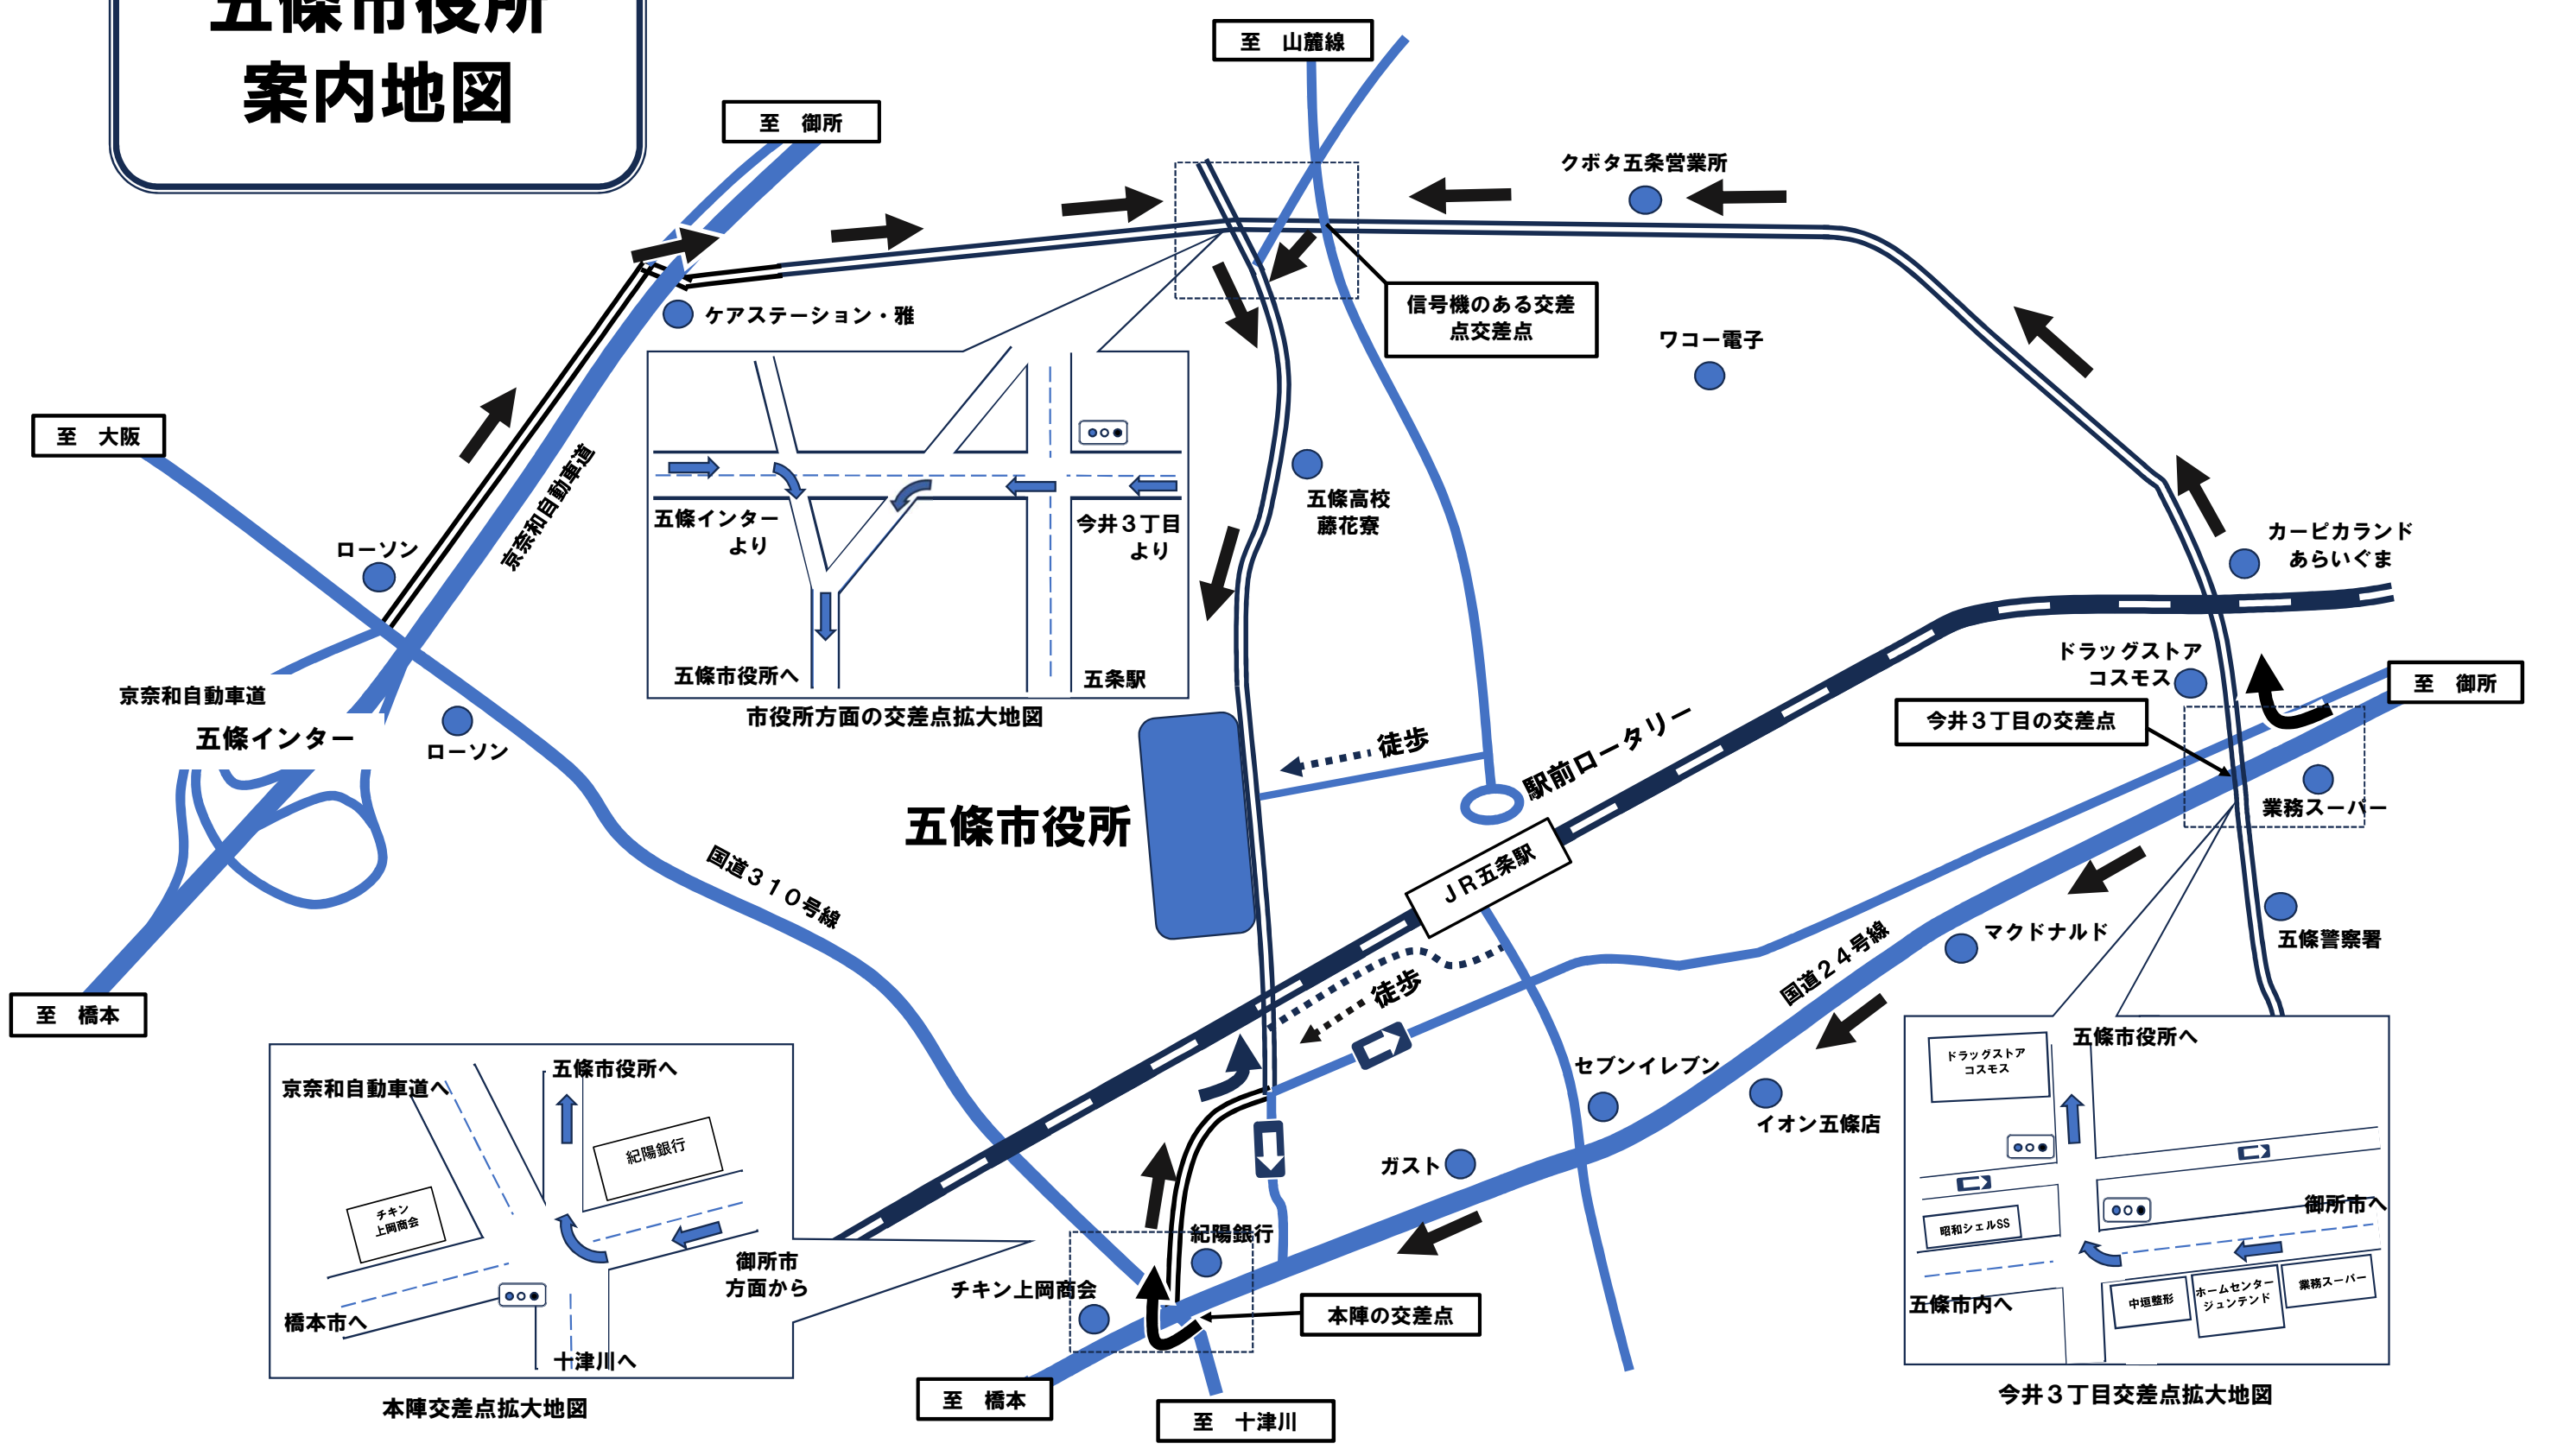 五條市役所
案内地図
至　山麓線
至　御所
クボタ五条営業所
ケアステーション・雅
信号機のある交差
点交差点
ワコー電子
至　大阪
京奈和自動車道
ローソン
五條インター
より
今井３丁目
より
五條市役所へ
五条駅
市役所方面の交差点拡大地図
五條高校
藤花寮
カーピカランド
あらいぐま
ドラッグストア
コスモス
至　御所
今井３丁目の交差点
業務スーパー
京奈和自動車道
五條インター
ローソン
徒歩
駅前ロータリー
五條市役所
国道３１０号線
ＪＲ五条駅
マクドナルド
五條警察署
国道２４号線
至　橋本
徒歩
セブンイレブン
イオン五條店
ガスト
紀陽銀行
チキン上岡商会
本陣の交差点
至　橋本
至　十津川
京奈和自動車道へ
五條市役所へ
紀陽銀行
チキン
上岡商会
御所市
方面から
橋本市へ
十津川へ
本陣交差点拡大地図
五條市役所へ
ドラッグストア
コスモス
御所市へ
昭和シェルSS
五條市内へ
中垣整形
ホームセンター
ジュンテンド
業務スーパー
今井３丁目交差点拡大地図